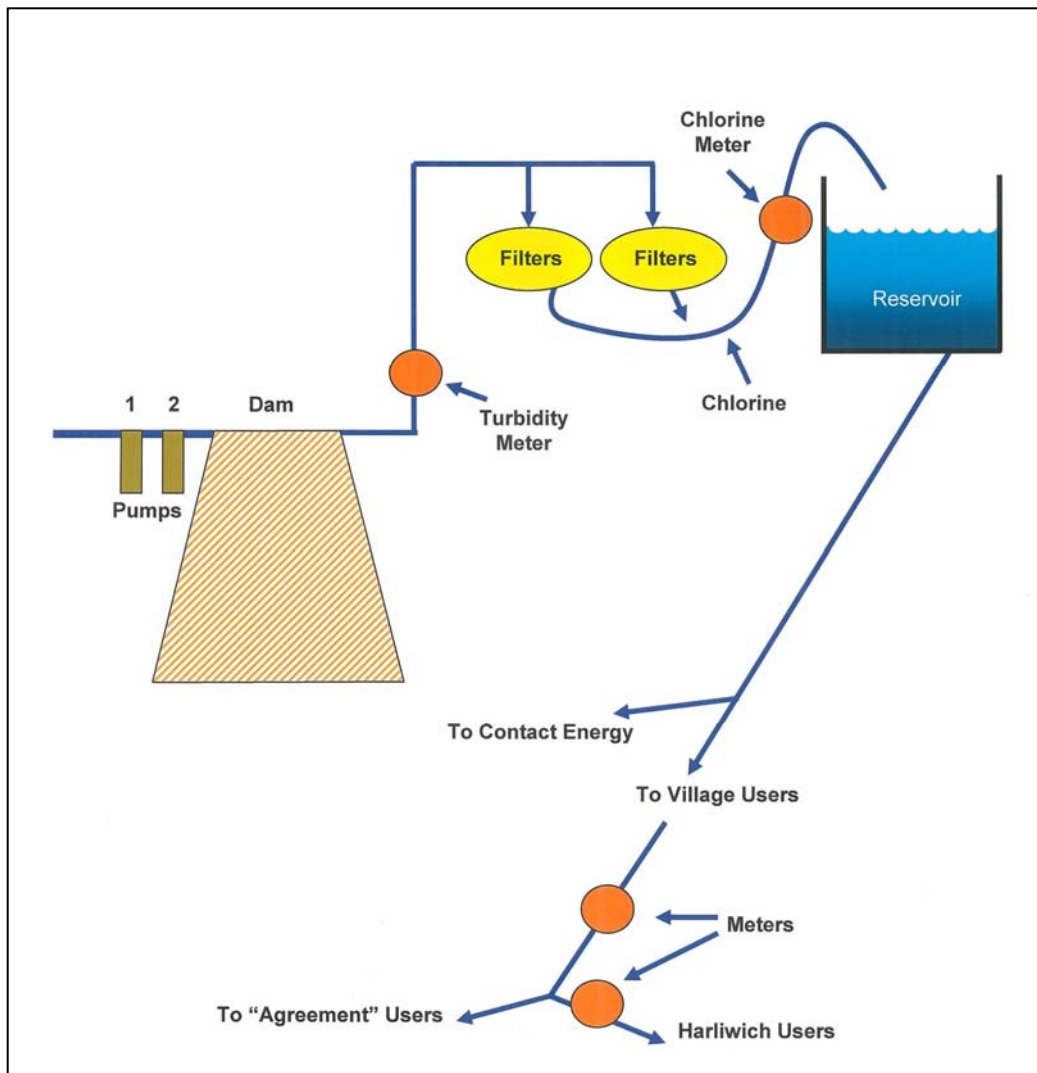 Chlorine
Meter
Filters
Filters
Reservoir
1
2
Dam
Turbidity
Meter
Chlorine
Pumps
To Contact Energy
To Village Users
Meters
To “Agreement” Users
Harliwich Users